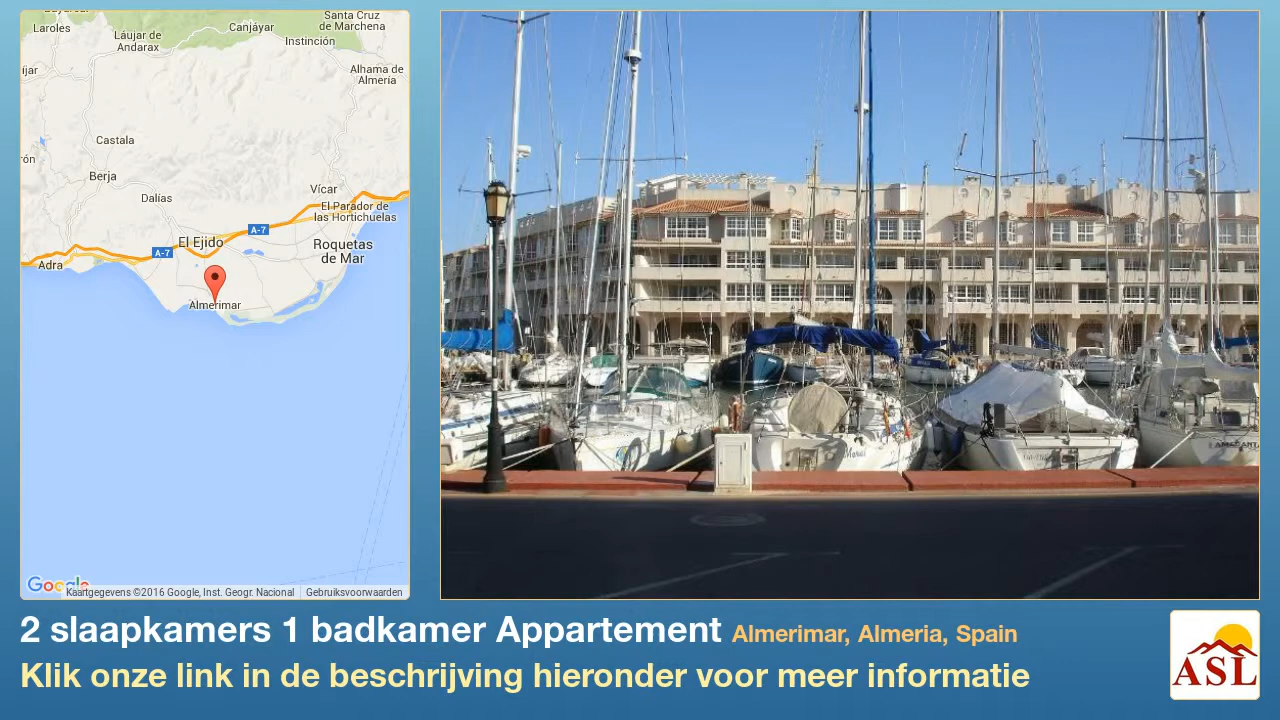 Laroles
Láujar de
Andarax
Canjáyar
Santa Cruz
de Marchena
Instinción
Alhama de
Almería
Castala
Berja
Dalías
Vícar
El Parador de
las Hortichuelas
A-7
El Ejido
A-7
Roquetas
de Mar
Adra
Almerimar
Google
Kaartgegevens ©2016 Google, Inst. Geogr. Nacional
Gebruiksvoorwaarden
2 slaapkamers 1 badkamer Appartement Almerimar, Almeria, Spain
Klik onze link in de beschrijving hieronder voor meer informatie
ASL